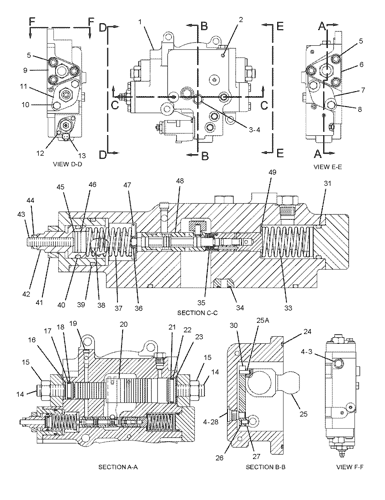 F F
D
1
B
2
E
A
5
9
11
10
12 13
VIEW D-D
C C
3-4
D
B
E
5
6
7
8
A
VIEW E-E
44
43
45 46
47
48
49
31
42
41
40
39
38
37
36
35
34
33
SECTION C-C
15
16
17
18
19
20
21
22
23
15
14
14
SECTION A-A
30
25A
24
4-28
25
26
27
SECTION B-B
4-3
VIEW F-F